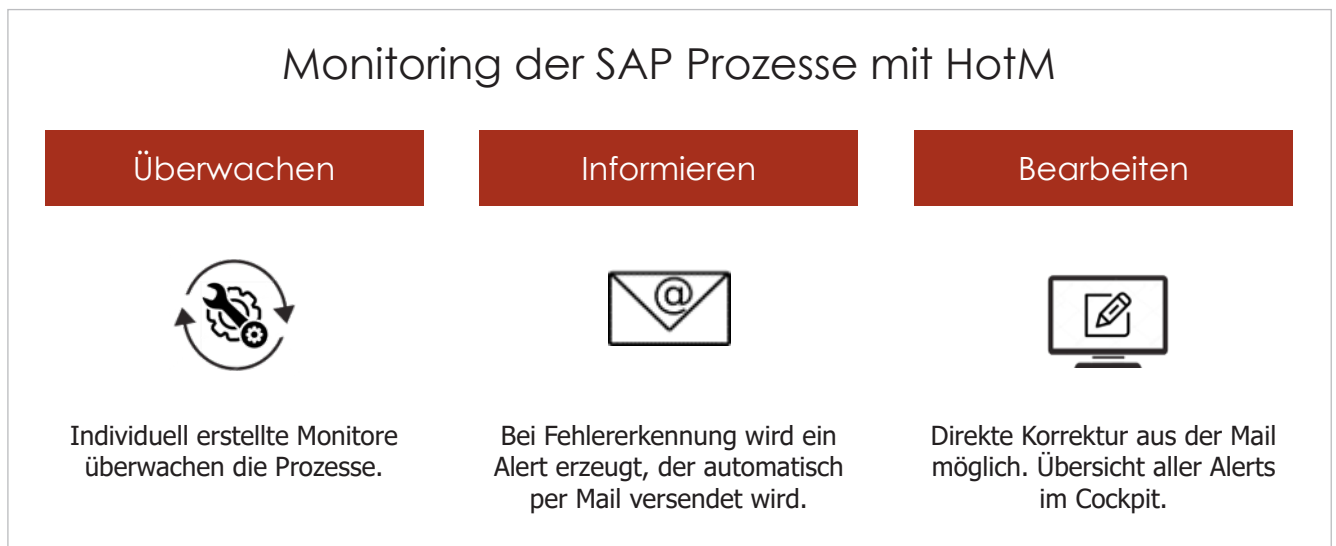 Monitoring der SAP Prozesse mit HotM
Überwachen
Informieren
Bearbeiten
@
Individuell erstellte Monitore
überwachen die Prozesse.
Bei Fehlererkennung wird ein
Alert erzeugt, der automatisch
per Mail versendet wird.
Direkte Korrektur aus der Mail
möglich. Übersicht aller Alerts
im Cockpit.